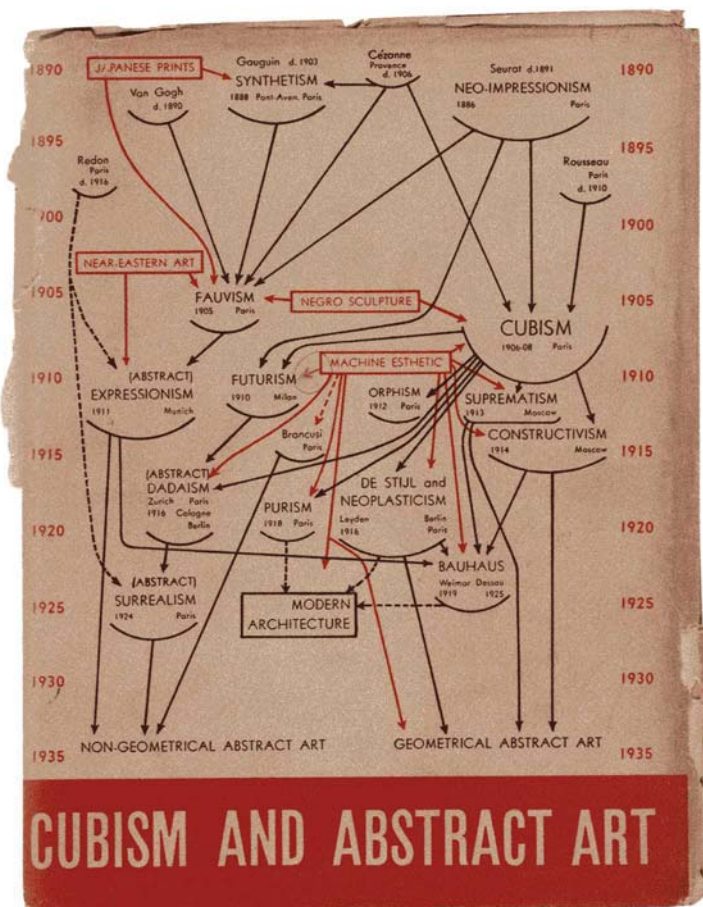 1890
JAPANESE PRINTS
Van Gogh
d. 1890
Gauguin d. 1903
SYNTHETISM
1888 Pont-Aven, Paris
Cézanne
Provence
d. 1906
Seurat d. 1891
NEO-IMPRESSIONISM
1886 Paris
1890
1895
1895
Redon
Paris
d. 1916
Rousseau
Paris
d. 1910
1900
1900
NEAR-EASTERN ART
1905
FAUVISM
1905 Paris
NEGRO SCULPTURE
1905
CUBISM
1906-08 Paris
1910
(ABSTRACT)
EXPRESSIONISM
1911 Munich
FUTURISM
1910 Milan
MACHINE ESTHETIC
ORPHISM
1912 Paris
SUPREMATISM
1913 Moscow
1910
Brancusi
Paris
CONSTRUCTIVISM
1914 Moscow
1915
1915
(ABSTRACT)
DADAISM
Zurich Paris
1916 Cologne
Berlin
PURISM
1918 Paris
DE STIJL and
NEOPLASTICISM
Leyden Berlin
1916 Paris
1920
1920
BAUHAUS
Weimar Dessau
1919 1925
(ABSTRACT)
SURREALISM
1924 Paris
MODERN
ARCHITECTURE
1925
1925
1930
1930
1935
NON-GEOMETRICAL ABSTRACT ART
GEOMETRICAL ABSTRACT ART
1935
CUBISM AND ABSTRACT ART